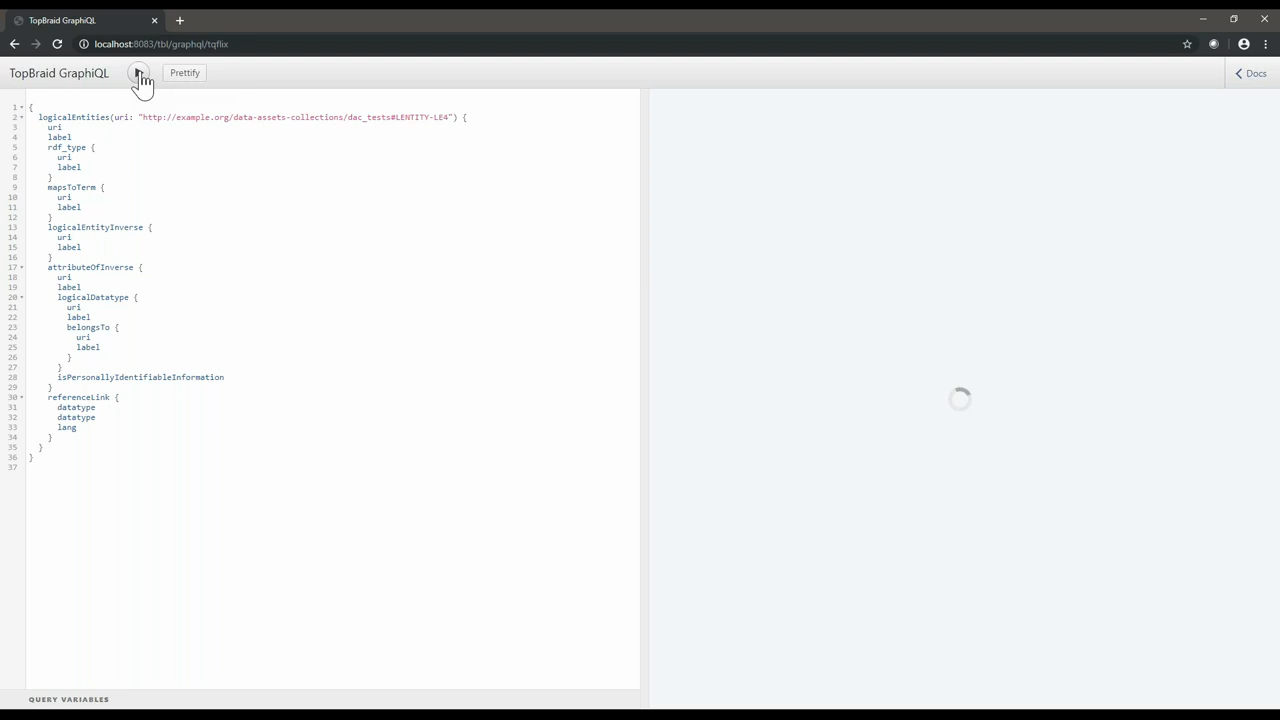 TopBraid GraphiQL
localhost:8083/tbl/graphql/tqflix
TopBraid GraphiQL
Prettify
Docs
1 {
2 logicalEntities(uri: "http://example.org/data-assets-collections/dac_tests#LENTITY-LE4") {
3 uri
4 label
5 rdf_type {
6 uri
7 label
8 }
9 mapsToTerm {
10 uri
11 label
12 }
13 logicalEntityInverse {
14 uri
15 label
16 }
17 attributeOfInverse {
18 uri
19 label
20 logicalDatatype {
21 uri
22 label
23 belongsTo {
24 uri
25 label
26 }
27 }
28 isPersonallyIdentifiableInformation
29 }
30 referenceLink {
31 datatype
32 datatype
33 lang
34 }
35 }
36 }
37
QUERY VARIABLES